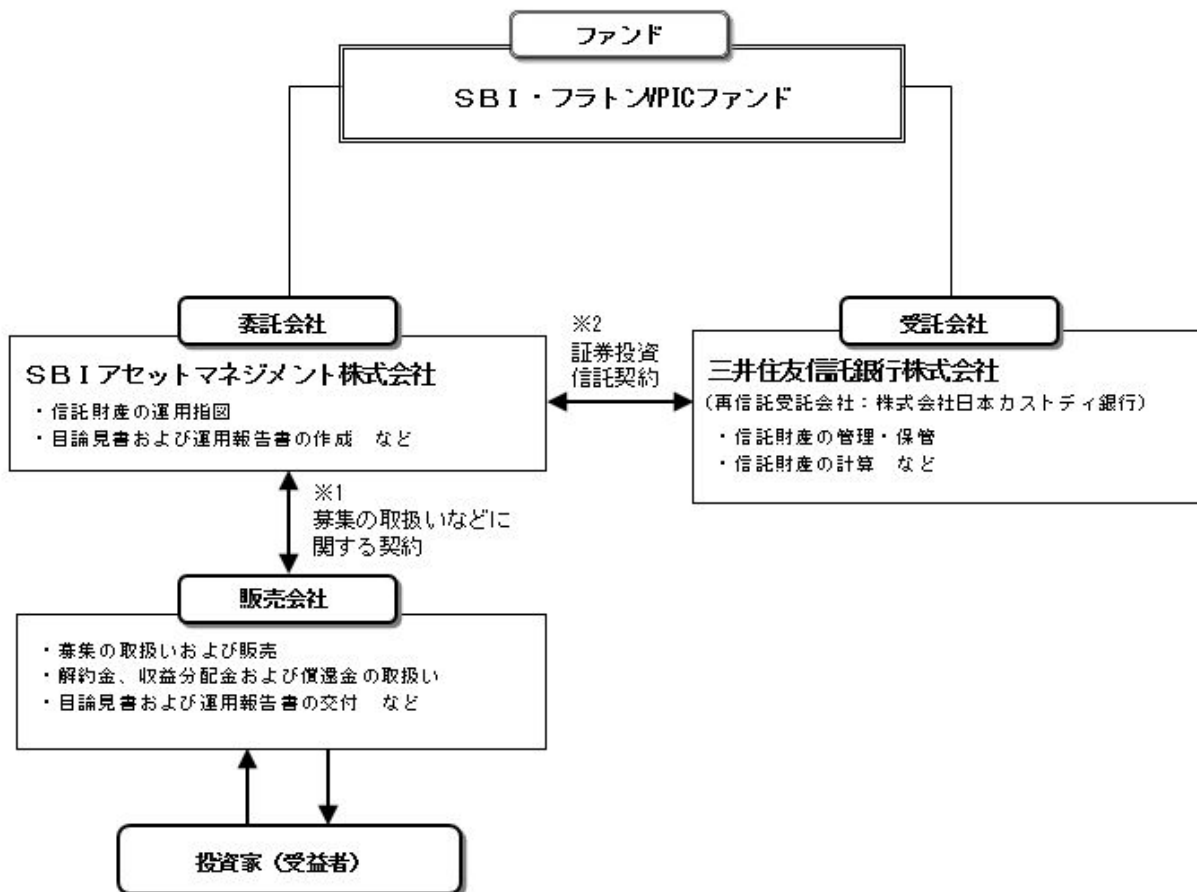 ファンド
SBI・フラトンVPICファンド
委託会社
SBIアセットマネジメント株式会社
・信託財産の運用指図
・目論見書および運用報告書の作成　など
※2
証券投資
信託契約
受託会社
三井住友信託銀行株式会社
(再信託受託会社：株式会社日本カストディ銀行)
・信託財産の管理・保管
・信託財産の計算　など
※1
募集の取扱いなどに
関する契約
販売会社
・募集の取扱いおよび販売
・解約金、収益分配金および償還金の取扱い
・目論見書および運用報告書の交付　など
投資家（受益者）